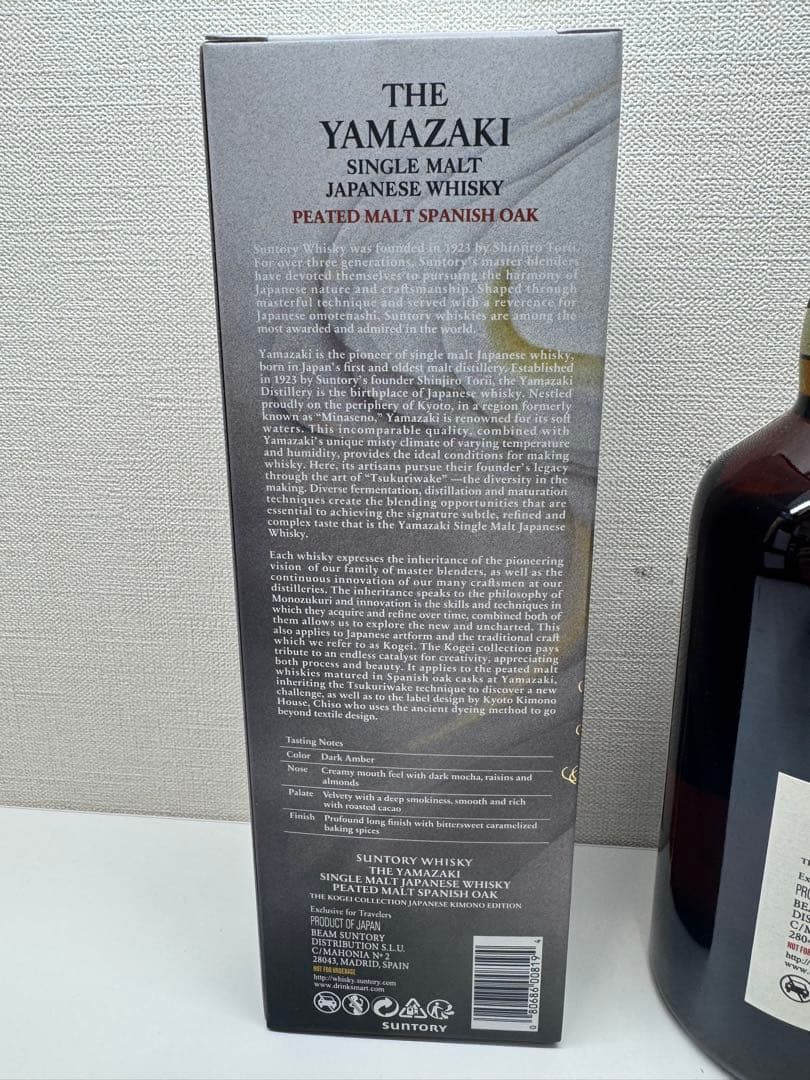 THE
YAMAZAKI
SINGLE MALT
JAPANESE WHISKY
PEATED MALT SPANISH OAK
Suntory Whisky was founded in 1923 by Shinjiro Torii.
For over three generations, Suntory's master blenders
have devoted themselves to pursuing the harmony of
Japanese nature and craftsmanship. Shaped through
masterful technique and served with a reverence for
Japanese omotenashi, Suntory whiskies are among the
most awarded and admired in the world.
Yamazaki is the pioneer of single malt Japanese whisky,
born in Japan's first and oldest malt distillery. Established
in 1923 by Suntory's founder Shinjiro Torii, the Yamazaki
Distillery is the birthplace of Japanese whisky. Nestled
proudly on the periphery of Kyoto, in a region formerly
known as "Minaseno," Yamazaki is renowned for its soft
waters. This incomparable quality, combined with
Yamazaki's unique misty climate of varying temperature
and humidity, provides the ideal conditions for making
whisky. Here, its artisans pursue their founder's legacy
through the art of "Tsukuriwake" —the diversity in the
making. Diverse fermentation, distillation and maturation
techniques create the blending opportunities that are
essential to achieving the signature subtle, refined and
complex taste that is the Yamazaki Single Malt Japanese
Whisky.
Each whisky expresses the inheritance of the pioneering
vision of our family of master blenders, as well as the
continuous innovation of our many craftsmen at our
distilleries. The inheritance speaks to the philosophy of
Monozukuri and innovation is the skills and techniques in
which they acquire and refine over time, combined both of
them allows us to explore the new and uncharted. This
also applies to Japanese artform and the traditional craft
which we refer to as Kogei. The Kogei collection pays
tribute to an endless catalyst for creativity, appreciating
both process and beauty. It applies to the peated malt
whiskies matured in Spanish oak casks at Yamazaki,
inheriting the Tsukuriwake technique to discover a new
challenge, as well as to the label design by Kyoto Kimono
House, Chiso who uses the ancient dyeing method to go
beyond textile design.
Tasting Notes
Color Dark Amber
Nose Creamy mouth feel with dark mocha, raisins and
almonds
Palate Velvety with a deep smokiness, smooth and rich
with roasted cacao
Finish Profound long finish with bittersweet caramelized
baking spices
SUNTORY WHISKY
THE YAMAZAKI
SINGLE MALT JAPANESE WHISKY
PEATED MALT SPANISH OAK
THE KOGEI COLLECTION JAPANESE KIMONO EDITION
Exclusive for Travelers
PRODUCT OF JAPAN
BEAM SUNTORY
DISTRIBUTION S.L.U.
C/MAHONIA Nº 2
28043, MADRID, SPAIN
NOT FOR UNDERAGE
http://whisky.suntory.com
www.drinksmart.com
SUNTORY
0 80686 00819 4
TH
Ex
PRO
BEA
DIS
C/M
280
NOT FOR
http:/
www.